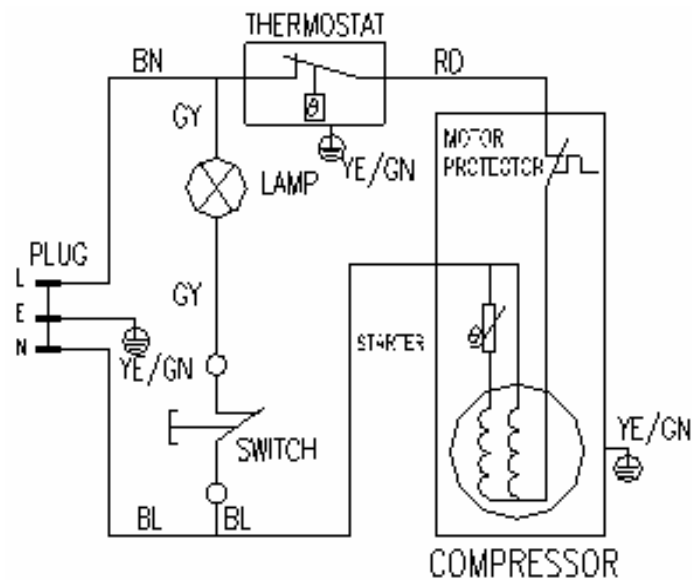 THERMOSTAT
BN
RD
GY
θ
MOTOR
PROTECTOR
YE/GN
LAMP
PLUG
L
GY
E
θ
N
STARTER
YE/GN
YE/GN
SWITCH
BL
BL
COMPRESSOR